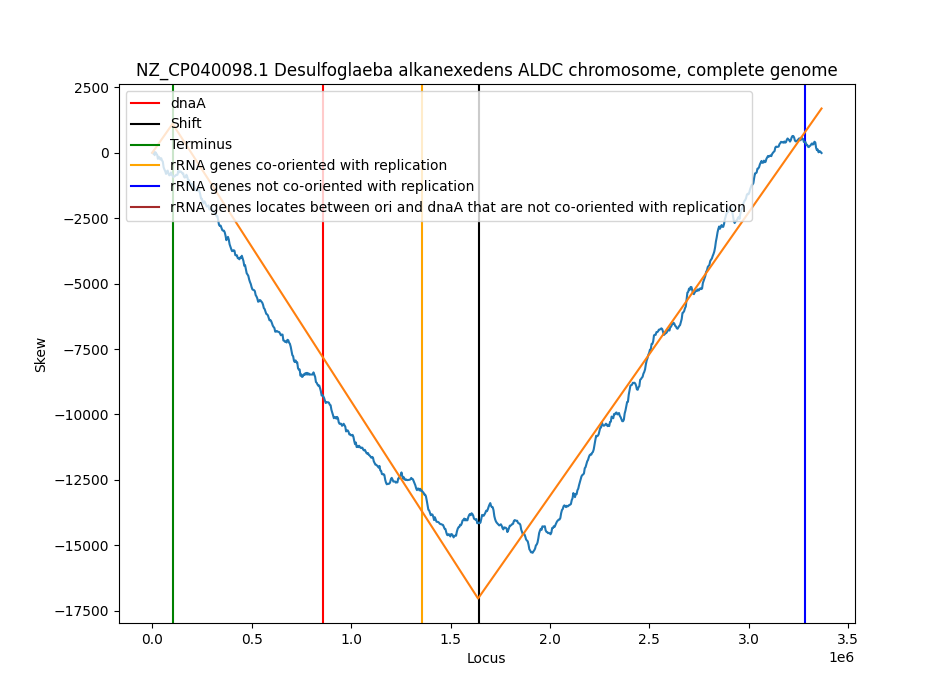 NZ_CP040098.1 Desulfoglaeba alkanexedens ALDC chromosome, complete genome
2500
0
−2500
−5000
−7500
−10000
−12500
−15000
−17500
Skew
dnaA
Shift
Terminus
rRNA genes co-oriented with replication
rRNA genes not co-oriented with replication
rRNA genes locates between ori and dnaA that are not co-oriented with replication
0.0 0.5 1.0 1.5 2.0 2.5 3.0 3.5
1e6
Locus